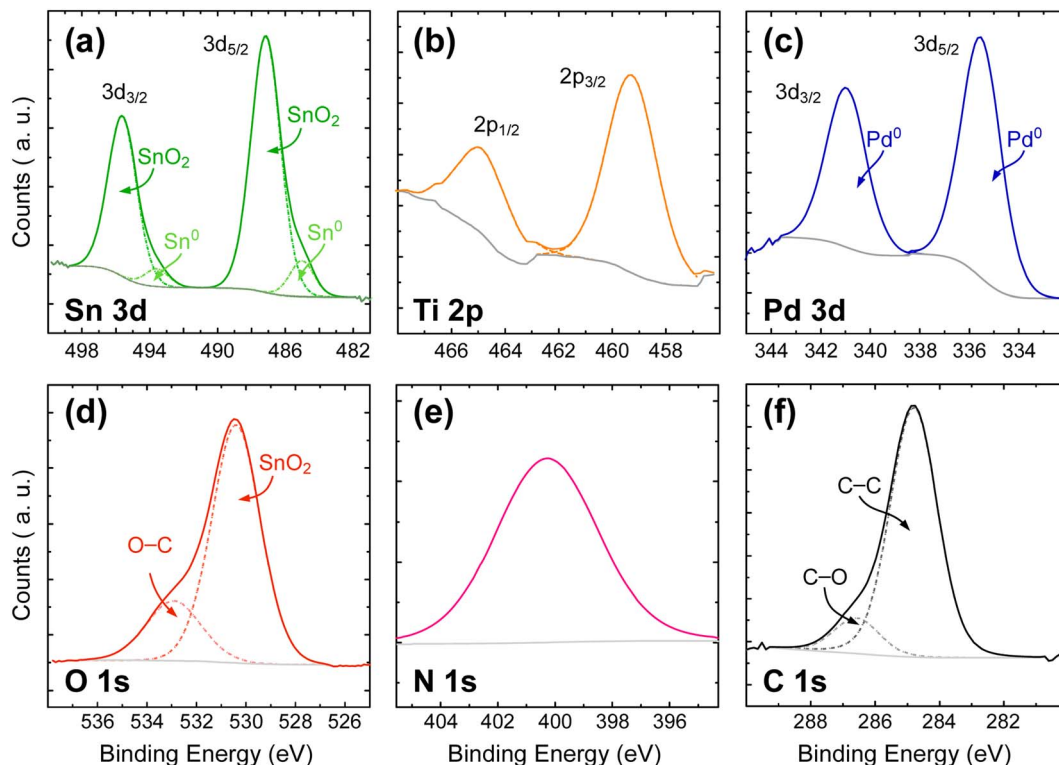 (a)
3d5/2
3d3/2
SnO2
SnO2
Sn0
Sn0
Sn 3d
498 494 490 486 482
Counts ( a. u.)
(b)
2p3/2
2p1/2
Ti 2p
466 464 462 460 458
(c)
3d5/2
3d3/2
Pd0
Pd0
Pd 3d
344 342 340 338 336 334
(d)
SnO2
O–C
O 1s
536 534 532 530 528 526
Counts ( a. u.)
Binding Energy (eV)
(e)
N 1s
404 402 400 398 396
Binding Energy (eV)
(f)
C–C
C–O
C 1s
288 286 284 282
Binding Energy (eV)